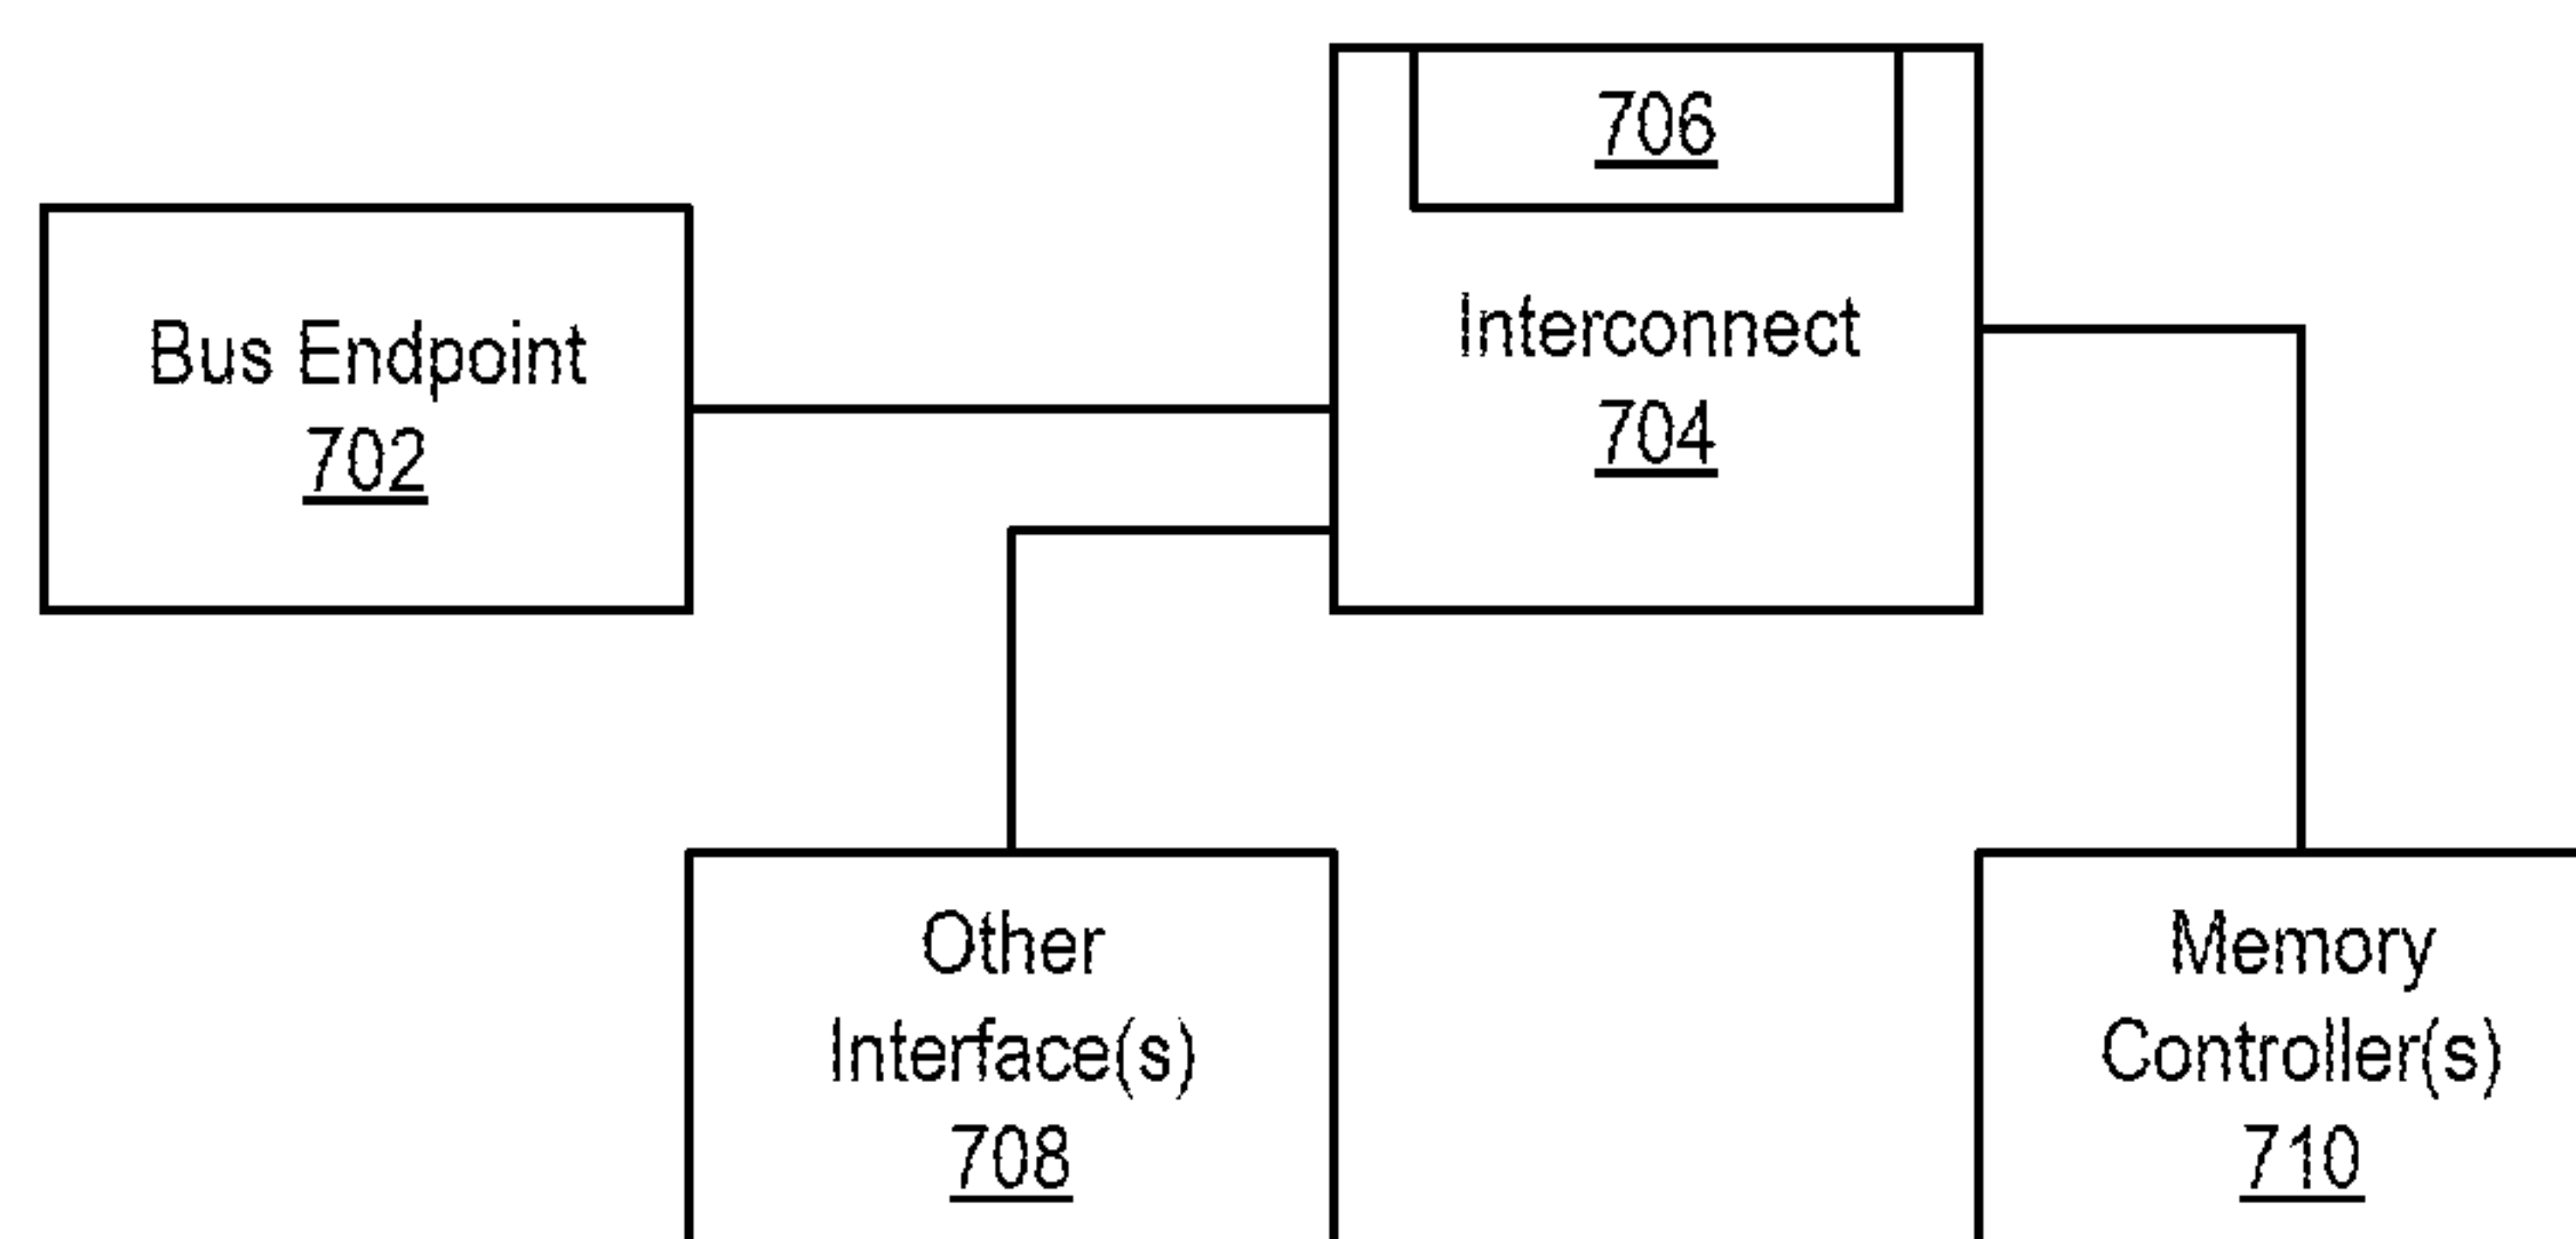 706
Interconnect
704
Bus Endpoint
702
Other
Interface(s)
708
Memory
Controller(s)
710